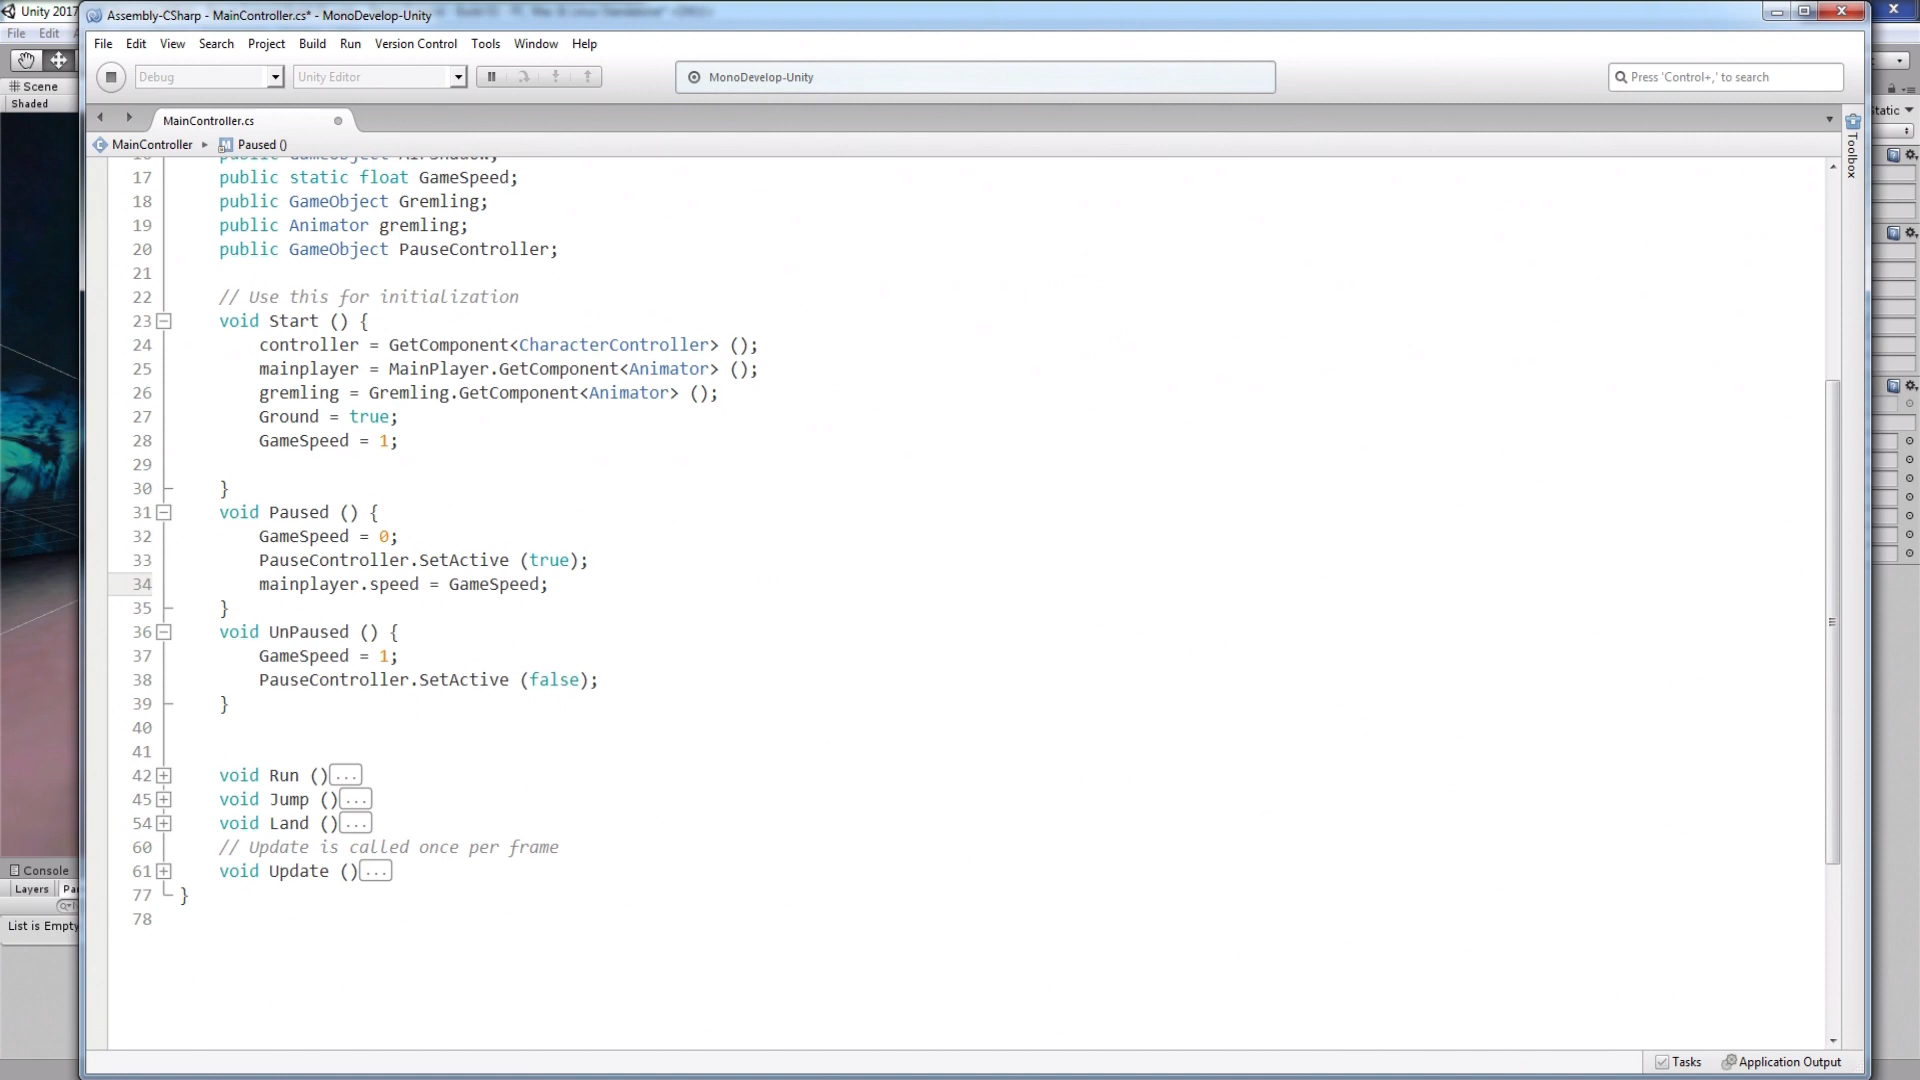 Unity 2017
Assembly-CSharp - MainController.cs* - MonoDevelop-Unity
File Edit
File Edit View Search Project Build Run Version Control Tools Window Help
Debug
Unity Editor
MonoDevelop-Unity
Press 'Control+,' to search
Scene
Shaded
MainController.cs
MainController
Paused ()
Toolbox
17 public static float GameSpeed;
18 public GameObject Gremling;
19 public Animator gremling;
20 public GameObject PauseController;
21
22 // Use this for initialization
23 void Start () {
24 controller = GetComponent<CharacterController> ();
25 mainplayer = MainPlayer.GetComponent<Animator> ();
26 gremling = Gremling.GetComponent<Animator> ();
27 Ground = true;
28 GameSpeed = 1;
29
30 }
31 void Paused () {
32 GameSpeed = 0;
33 PauseController.SetActive (true);
34 mainplayer.speed = GameSpeed;
35 }
36 void UnPaused () {
37 GameSpeed = 1;
38 PauseController.SetActive (false);
39 }
40
41
42 void Run ()...
45 void Jump ()...
54 void Land ()...
60 // Update is called once per frame
61 void Update ()...
77 }
78
Console
Layers
List is Empty
Tasks
Application Output